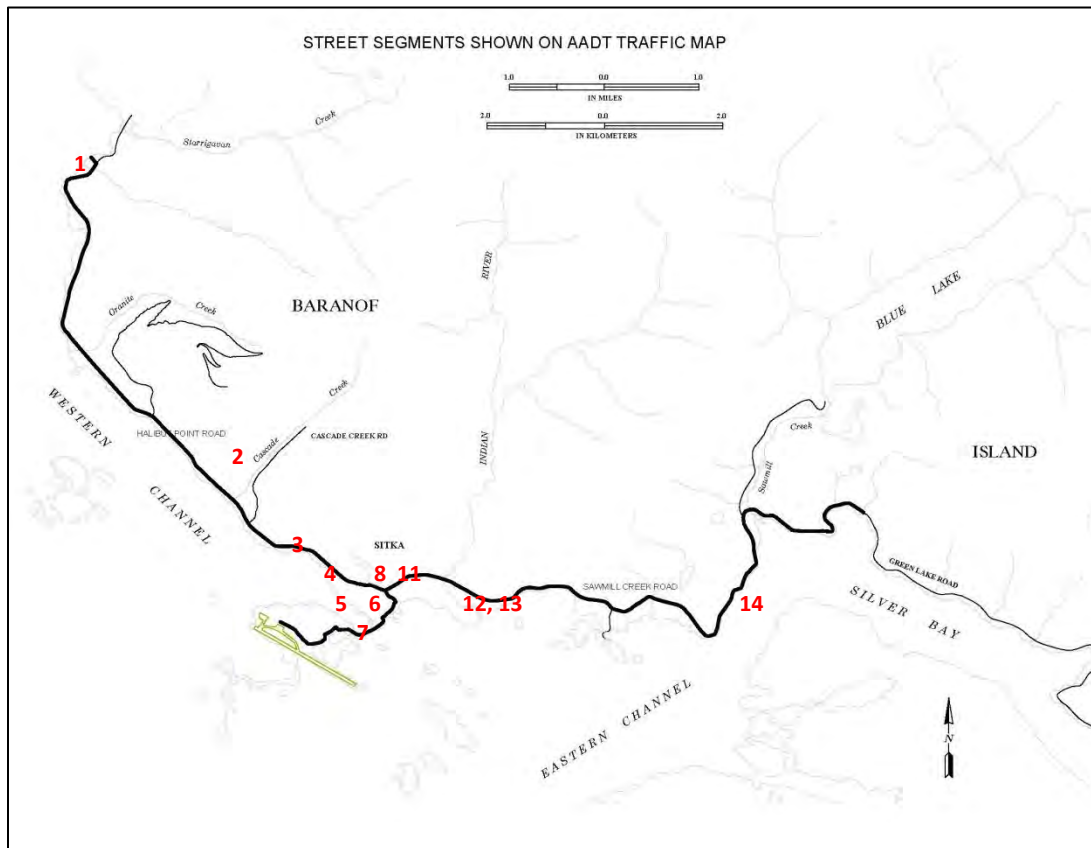 STREET SEGMENTS SHOWN ON AADT TRAFFIC MAP
1.0 0.0 1.0
IN MILES
2.0 0.0 2.0
IN KILOMETERS
Creek
Starrigavan
1
RIVER
BARANOF
Granite
Creek
BLUE LAKE
WESTERN
Creek
HALIBUT POINT ROAD
CASCADE CREEK RD
Cascade
INDIAN
Creek
ISLAND
2
Sawmill
CHANNEL
SITKA
3
GREEN LAKE ROAD
4
8 11
SAWMILL CREEK ROAD
5 6
12, 13
14
SILVER BAY
7
EASTERN CHANNEL
N